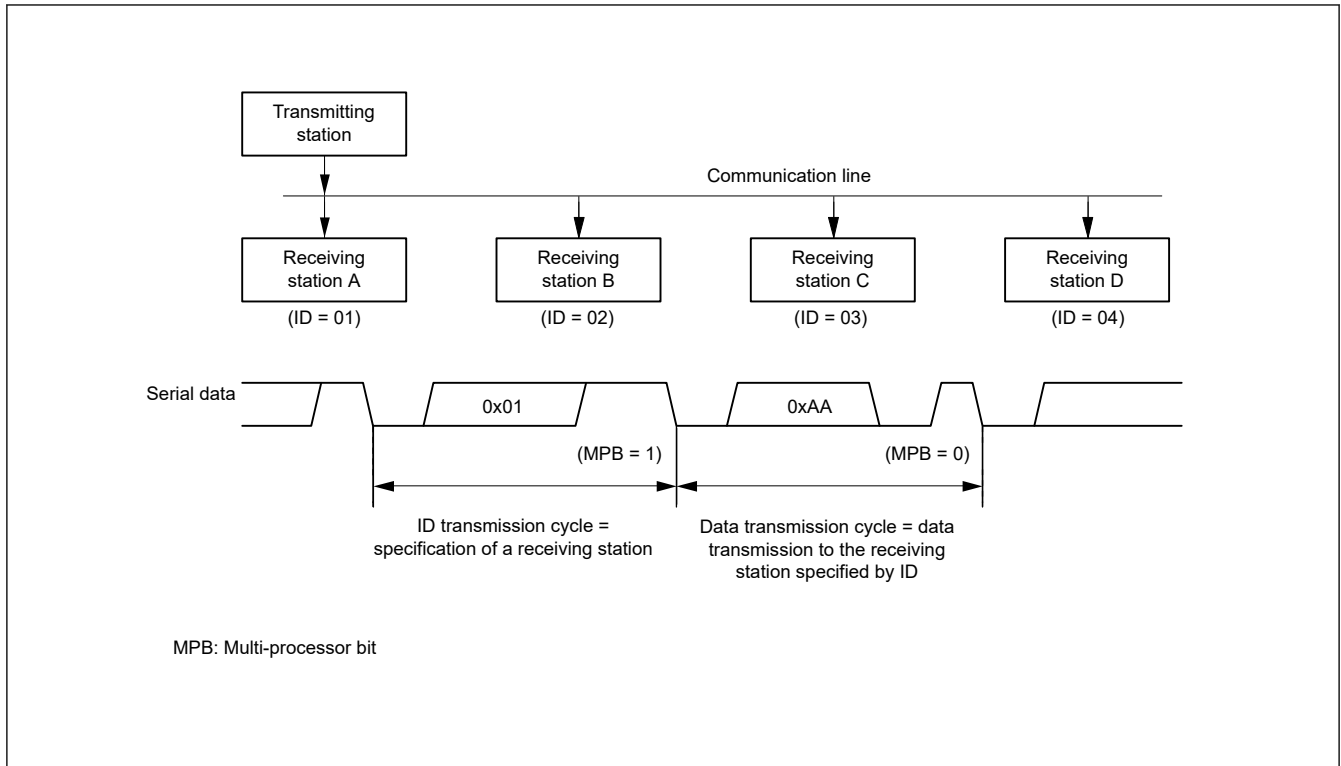 Transmitting
station
Communication line
Receiving
station A
Receiving
station B
Receiving
station C
Receiving
station D
(ID = 01)
(ID = 02)
(ID = 03)
(ID = 04)
Serial data
0x01
0xAA
(MPB = 1)
(MPB = 0)
ID transmission cycle =
specification of a receiving station
Data transmission cycle = data
transmission to the receiving
station specified by ID
MPB: Multi-processor bit